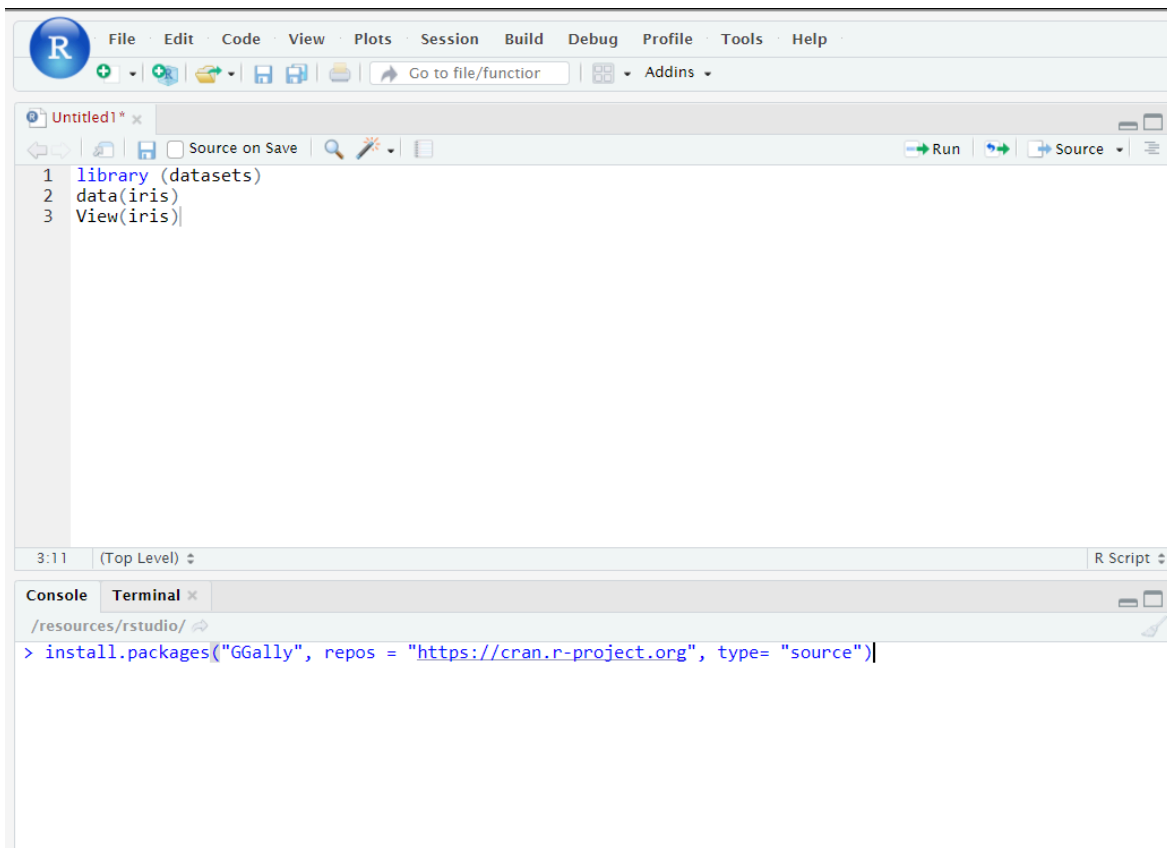 R File Edit Code View Plots Session Build Debug Profile Tools Help
R Go to file/function Addins
R Untitled1*
Source on Save Run Source
1 library (datasets)
2 data(iris)
3 View(iris)
3:11 (Top Level) R Script
Console Terminal
/resources/rstudio/
> install.packages("GGally", repos = "https://cran.r-project.org", type= "source")